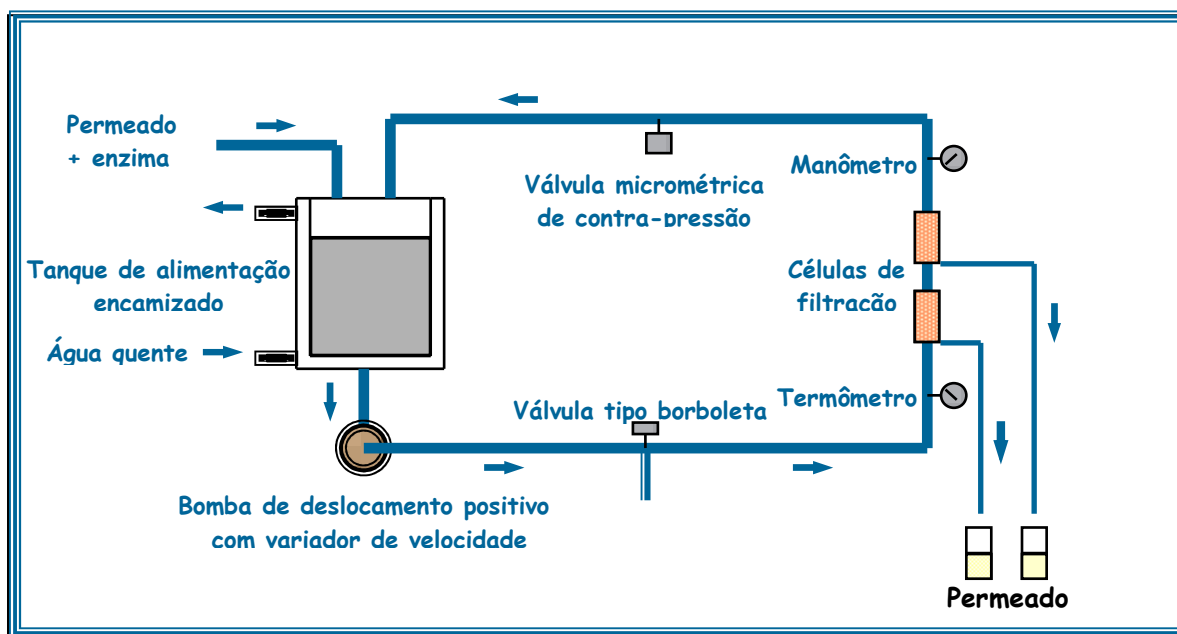 Permeado
+ enzima
Válvula micrométrica
de contra-pressão
Manômetro
Tanque de alimentação
encamizado
Células de
filtracão
Água quente
Válvula tipo borboleta
Termômetro
Bomba de deslocamento positivo
com variador de velocidade
Permeado